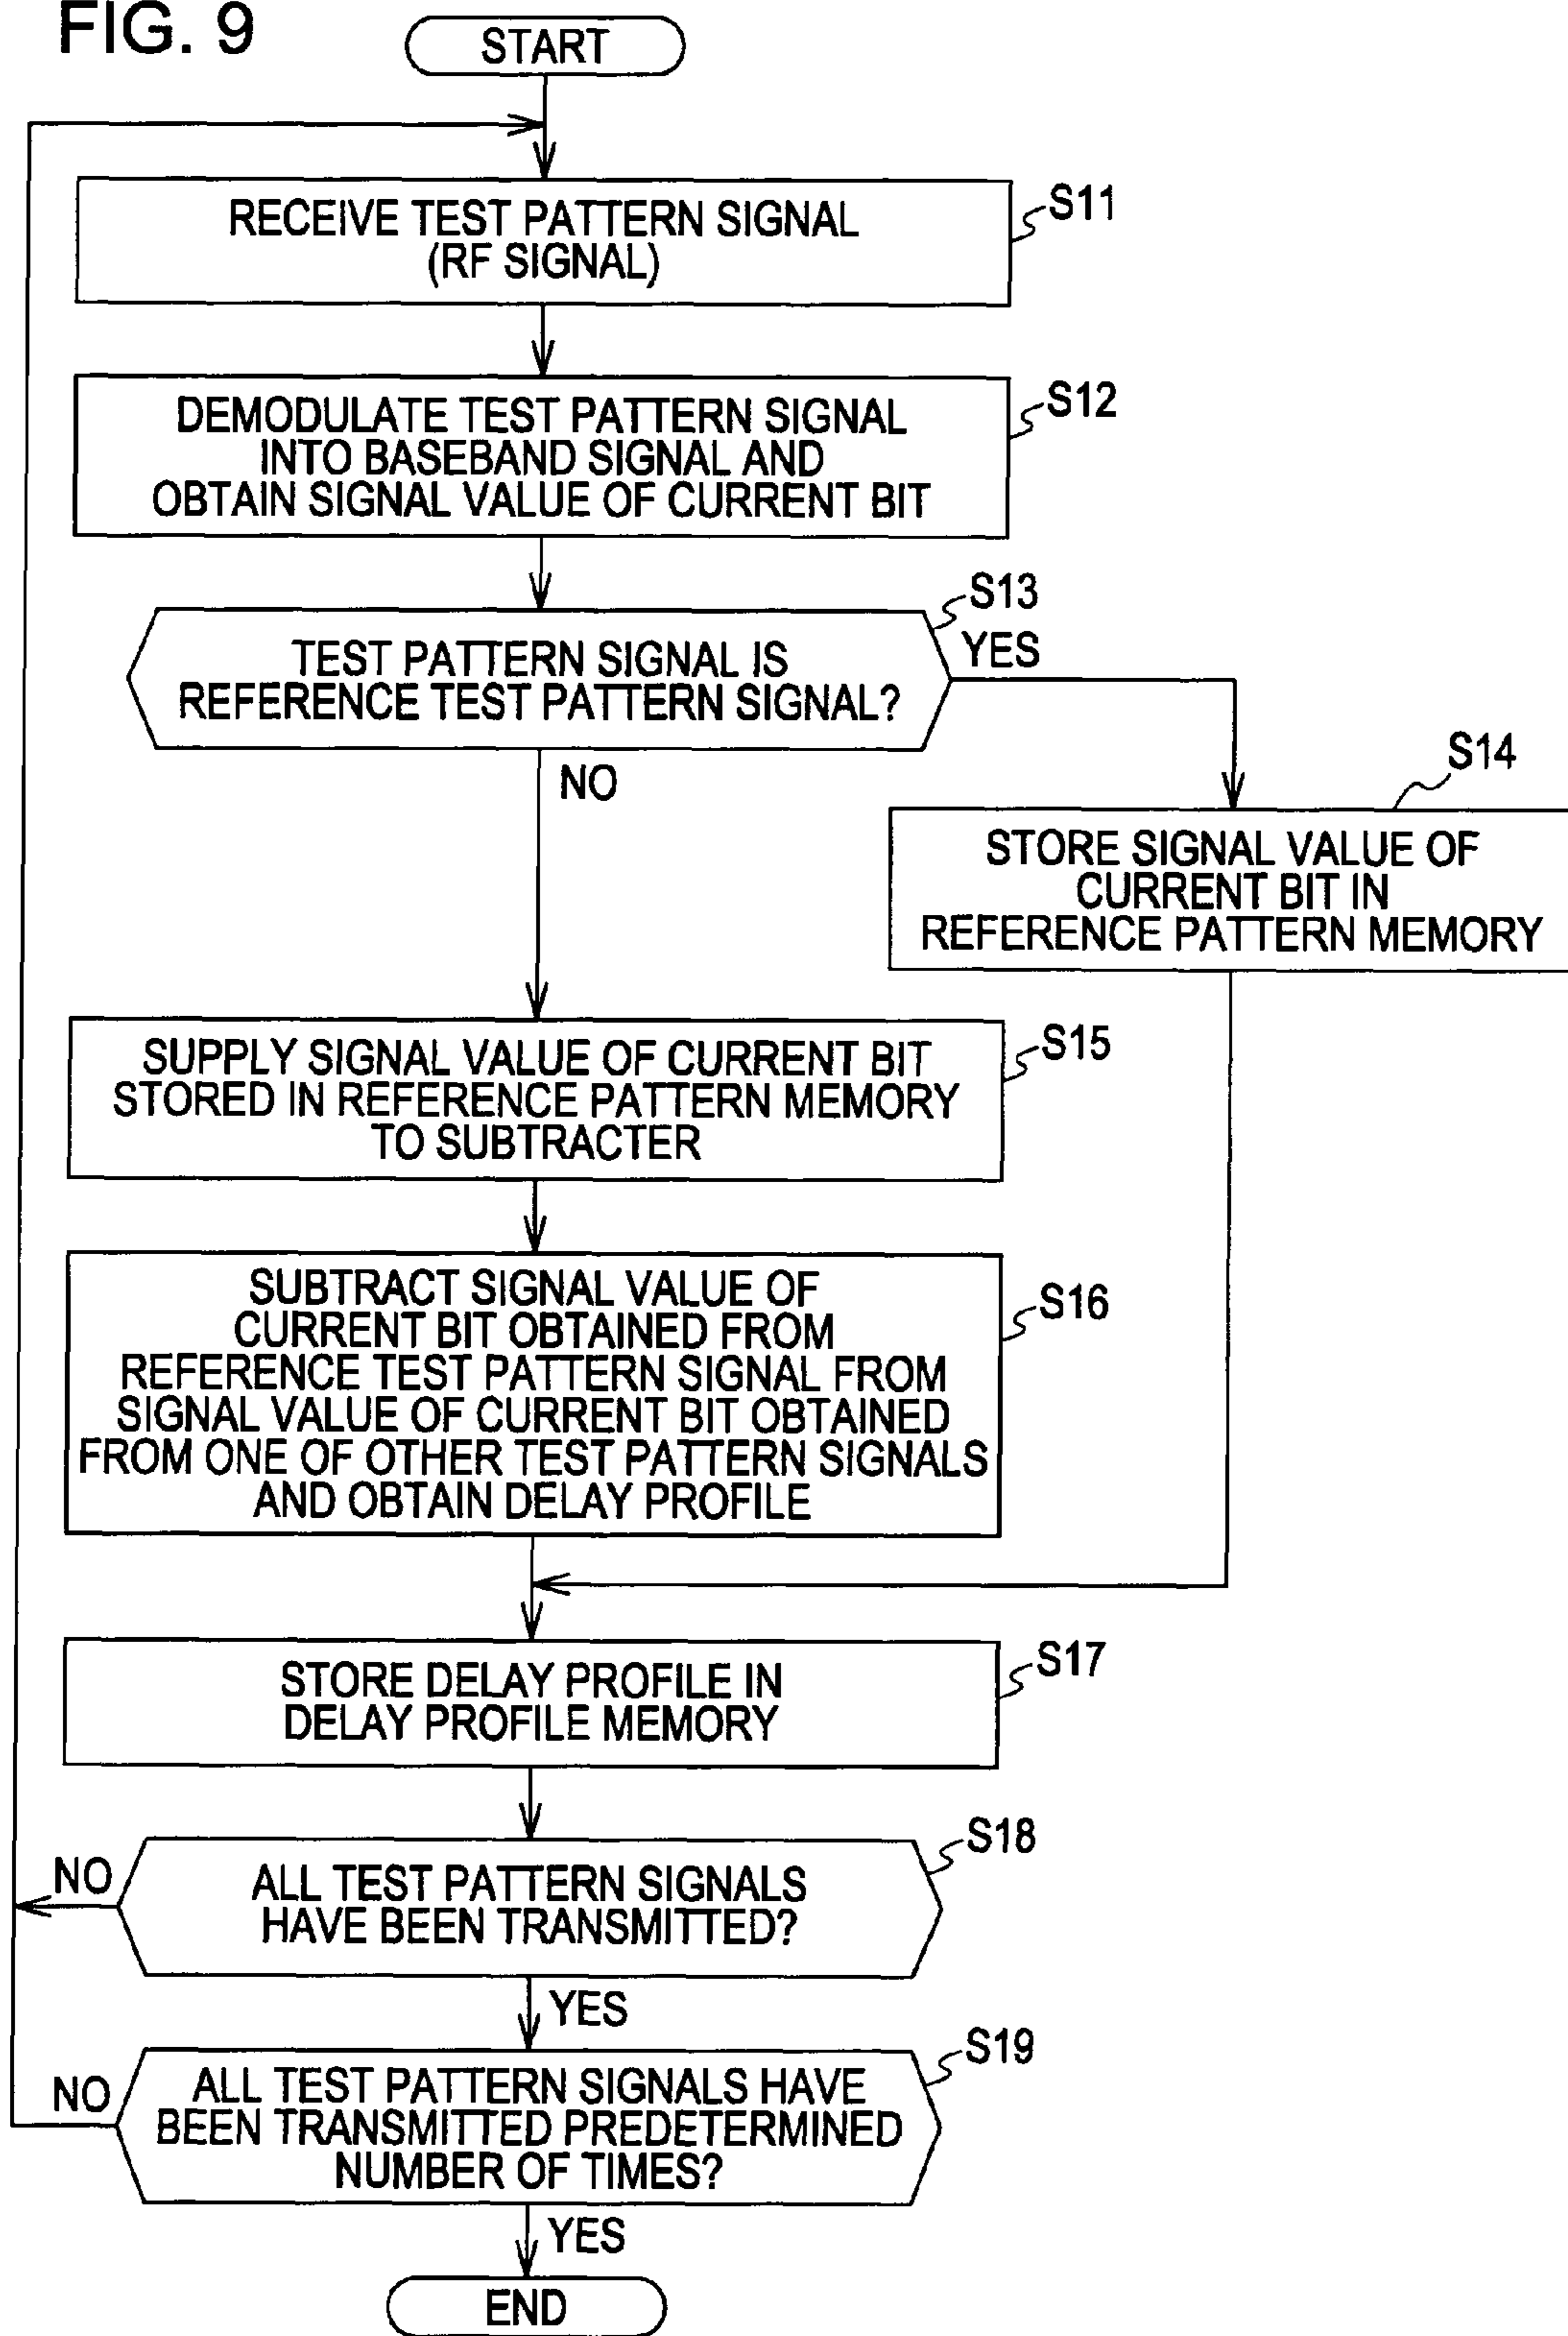 FIG. 9
START
RECEIVE TEST PATTERN SIGNAL
(RF SIGNAL)
S11
DEMODULATE TEST PATTERN SIGNAL
INTO BASEBAND SIGNAL AND
OBTAIN SIGNAL VALUE OF CURRENT BIT
S12
TEST PATTERN SIGNAL IS
REFERENCE TEST PATTERN SIGNAL?
S13
YES
NO
STORE SIGNAL VALUE OF
CURRENT BIT IN
REFERENCE PATTERN MEMORY
S14
SUPPLY SIGNAL VALUE OF CURRENT BIT
STORED IN REFERENCE PATTERN MEMORY
TO SUBTRACTER
S15
SUBTRACT SIGNAL VALUE OF
CURRENT BIT OBTAINED FROM
REFERENCE TEST PATTERN SIGNAL FROM
SIGNAL VALUE OF CURRENT BIT OBTAINED
FROM ONE OF OTHER TEST PATTERN SIGNALS
AND OBTAIN DELAY PROFILE
S16
STORE DELAY PROFILE IN
DELAY PROFILE MEMORY
S17
ALL TEST PATTERN SIGNALS
HAVE BEEN TRANSMITTED?
S18
NO
YES
ALL TEST PATTERN SIGNALS HAVE
BEEN TRANSMITTED PREDETERMINED
NUMBER OF TIMES?
S19
NO
YES
END